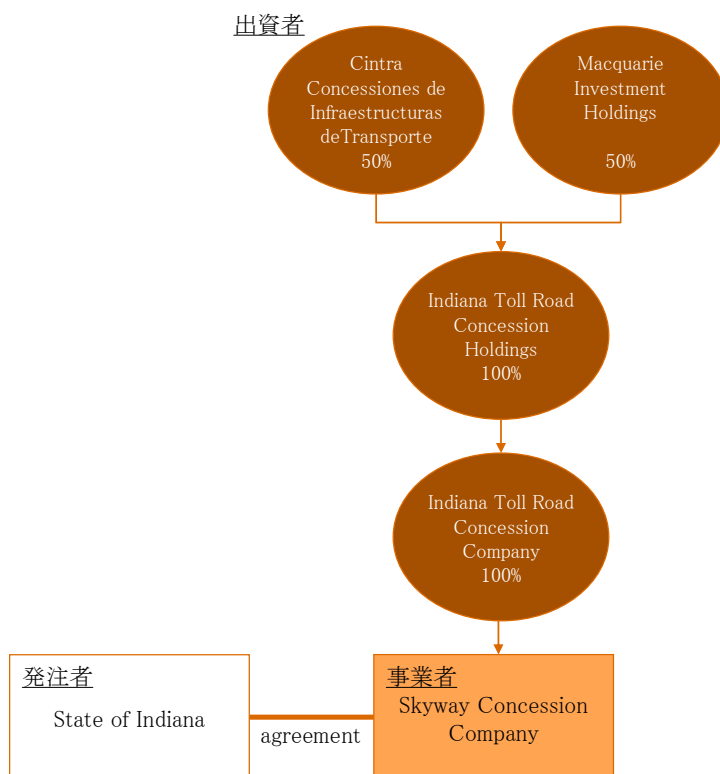 出資者
Cintra
Concessiones de
Infraestructuras
deTransporte
50%
Macquarie
Investment
Holdings
50%
Indiana Toll Road
Concession
Holdings
100%
Indiana Toll Road
Concession
Company
100%
発注者
State of Indiana
agreement
事業者
Skyway Concession
Company